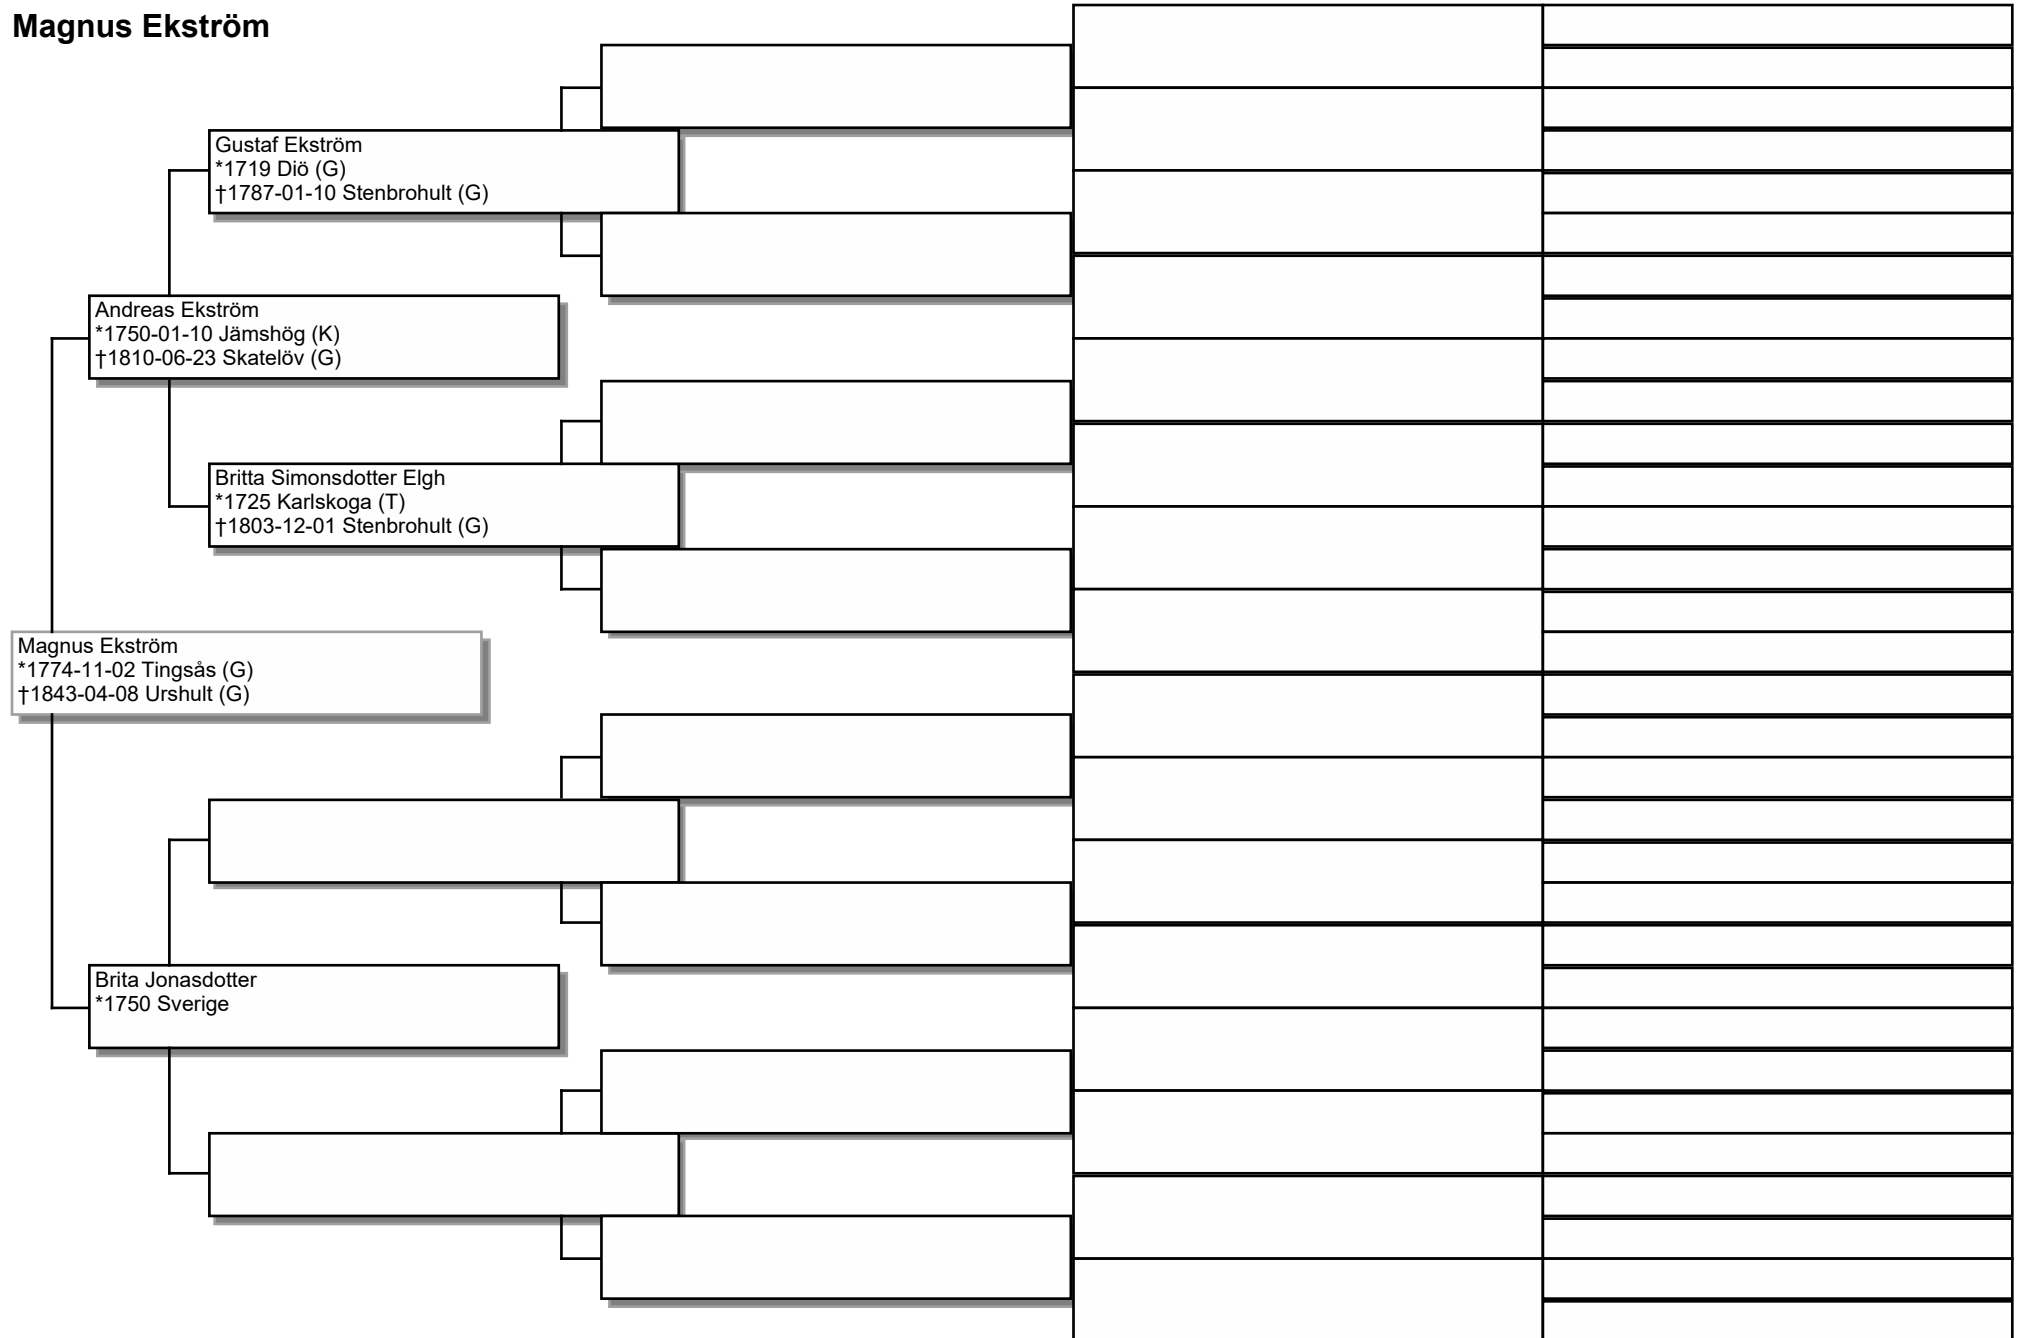 Magnus Ekström
Gustaf Ekström
*1719 Diö (G)
†1787-01-10 Stenbrohult (G)
Andreas Ekström
*1750-01-10 Jämshög (K)
†1810-06-23 Skatelöv (G)
Britta Simonsdotter Elgh
*1725 Karlskoga (T)
†1803-12-01 Stenbrohult (G)
Magnus Ekström
*1774-11-02 Tingsås (G)
†1843-04-08 Urshult (G)
Brita Jonasdotter
*1750 Sverige